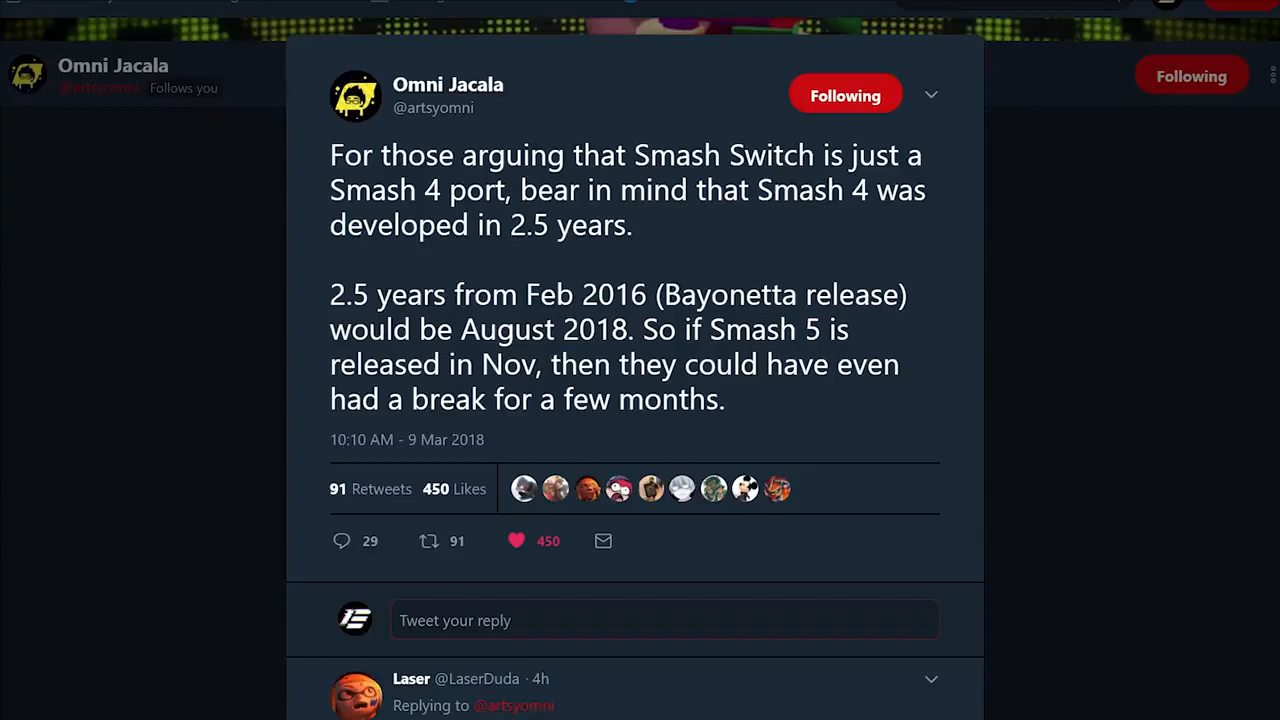 Omni Jacala
@artsyomni Follows you
Following
Omni Jacala
@artsyomni
Following
For those arguing that Smash Switch is just a
Smash 4 port, bear in mind that Smash 4 was
developed in 2.5 years.
2.5 years from Feb 2016 (Bayonetta release)
would be August 2018. So if Smash 5 is
released in Nov, then they could have even
had a break for a few months.
10:10 AM - 9 Mar 2018
91 Retweets 450 Likes
29 91 450
Tweet your reply
Laser @LaserDuda · 4h
Replying to @artsyomni